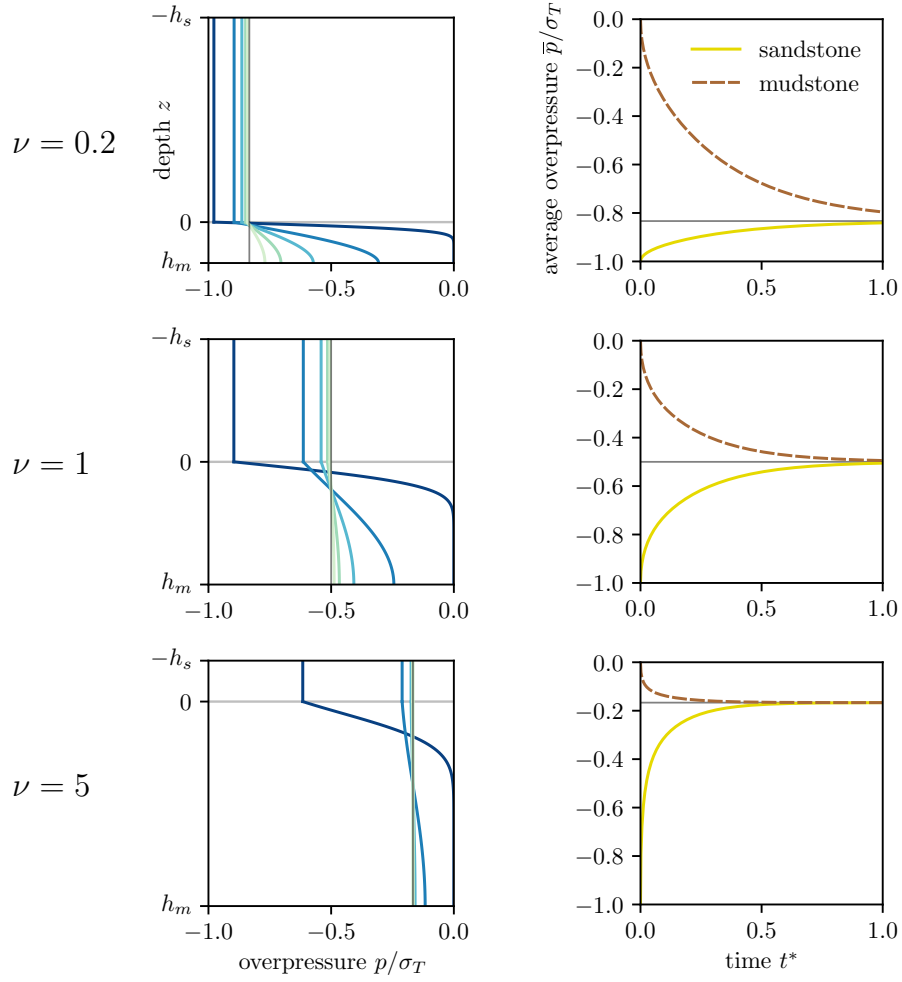 ν = 0.2
−h_s
depth z
0
h_m
−1.0
−0.5
0.0
average overpressure p̄/σ_T
0.0
−0.2
−0.4
−0.6
−0.8
−1.0
0.0
0.5
1.0
sandstone
mudstone
ν = 1
−h_s
0
h_m
−1.0
−0.5
0.0
0.0
−0.2
−0.4
−0.6
−0.8
−1.0
0.0
0.5
1.0
ν = 5
−h_s
0
h_m
−1.0
−0.5
0.0
overpressure p/σ_T
0.0
−0.2
−0.4
−0.6
−0.8
−1.0
0.0
0.5
1.0
time t*